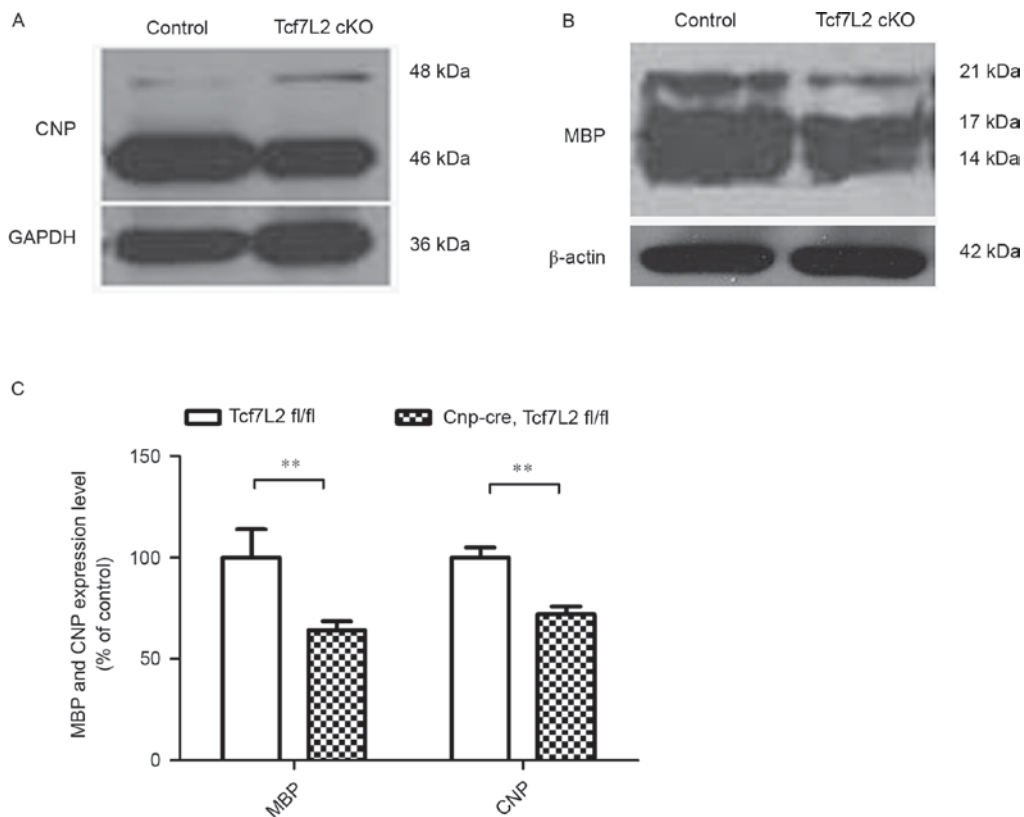 A
Control
Tcf7L2 cKO
CNP
48 kDa
46 kDa
GAPDH
36 kDa
B
Control
Tcf7L2 cKO
MBP
21 kDa
17 kDa
14 kDa
β-actin
42 kDa
C
Tcf7L2 fl/fl
Cnp-cre, Tcf7L2 fl/fl
MBP and CNP expression level
(% of control)
150
100
50
0
**
**
MBP
CNP